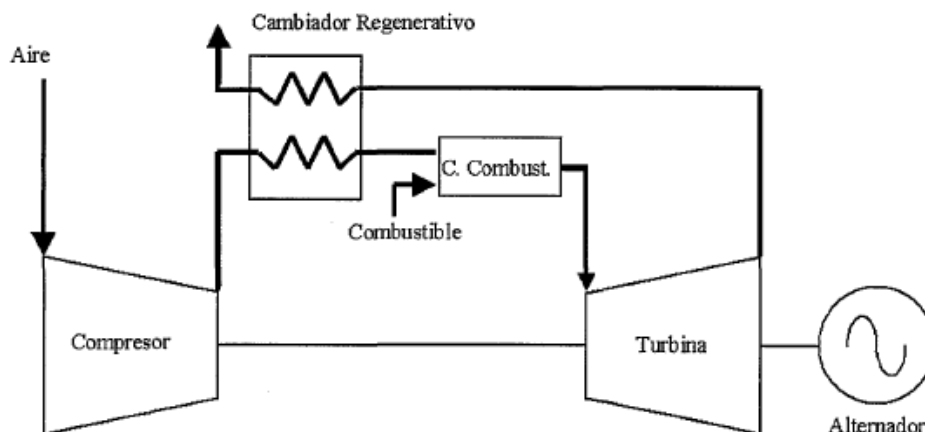 Cambiador Regenerativo
Aire
C. Combust.
Combustible
Compresor
Turbina
Alternador